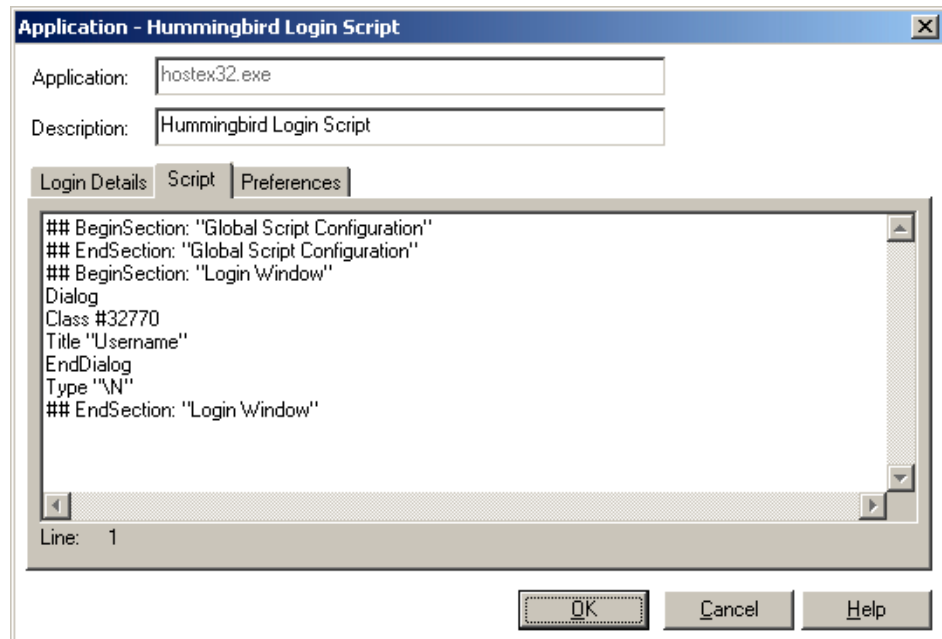 Application - Hummingbird Login Script
Application: hostex32.exe
Description: Hummingbird Login Script
Login Details Script Preferences
## BeginSection: "Global Script Configuration"
## EndSection: "Global Script Configuration"
## BeginSection: "Login Window"
Dialog
Class #32770
Title "Username"
EndDialog
Type "\N"
## EndSection: "Login Window"
Line: 1
OK Cancel Help